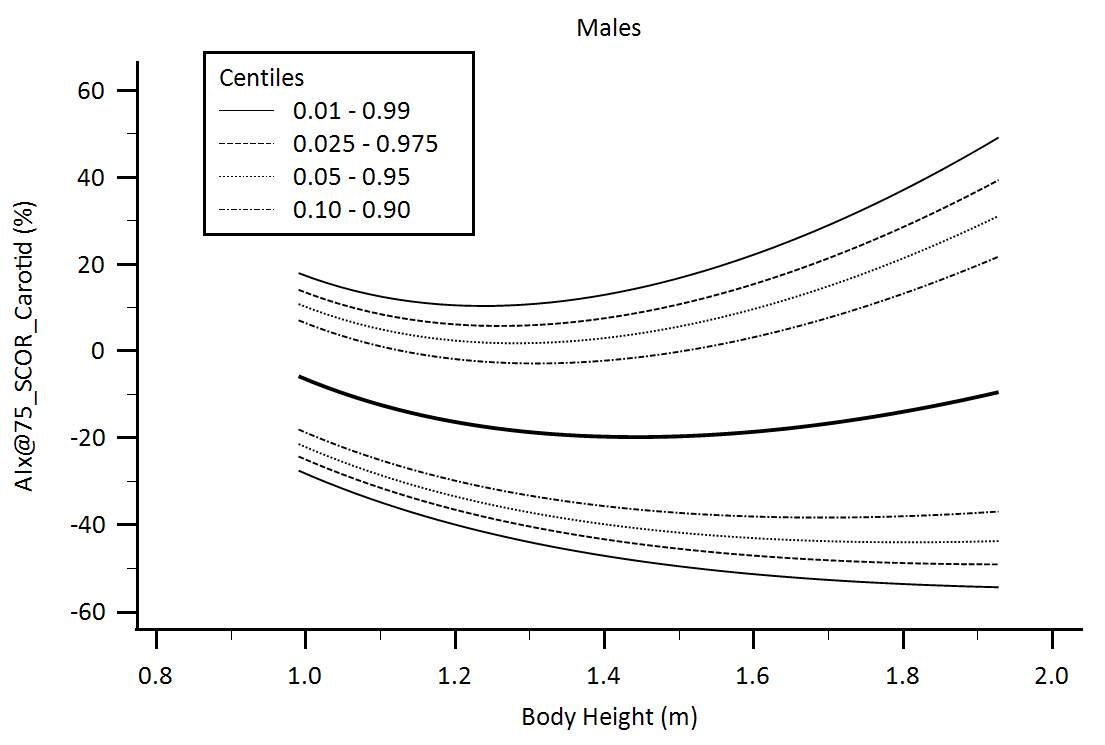 Males
Centiles
0.01 - 0.99
0.025 - 0.975
0.05 - 0.95
0.10 - 0.90
AIx@75_SCOR_Carotid (%)
60
40
20
0
-20
-40
-60
0.8 1.0 1.2 1.4 1.6 1.8 2.0
Body Height (m)